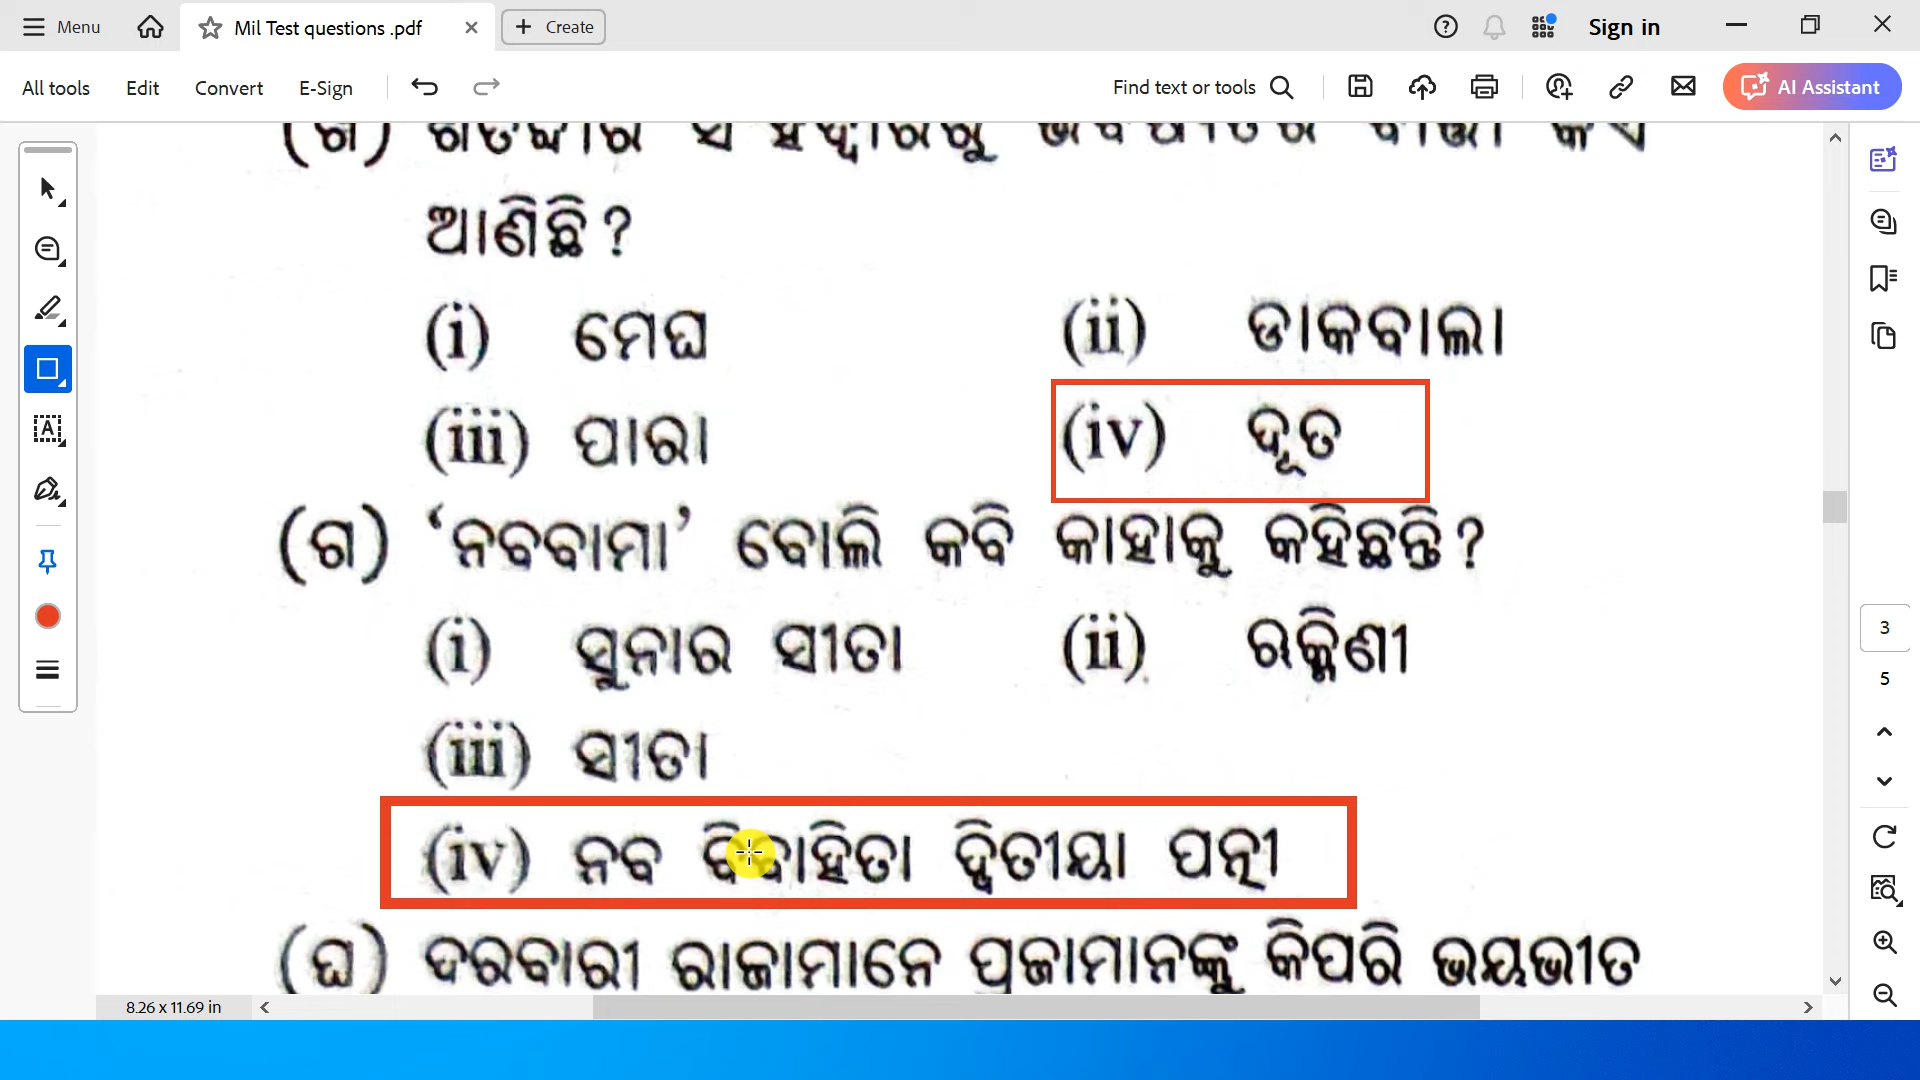 Menu
Mil Test questions .pdf
Create
Sign in
All tools
Edit
Convert
E-Sign
Find text or tools
AI Assistant
ଆଣିଛି ?
(i) ମେଘ
(ii) ଡାକବାଲା
(iii) ପାରା
(iv) ଦୂତ
(ଗ) ‘ନବବାମା’ ବୋଲି କବି କାହାକୁ କହିଛନ୍ତି ?
(i) ସୁନାର ସୀତା
(ii) ଋକ୍ମିଣୀ
(iii) ସୀତା
(iv) ନବ ବିବାହିତା ଦ୍ୱିତୀୟା ପତ୍ନୀ
(ଘ) ଦରବାରୀ ରାଜାମାନେ ପ୍ରଜାମାନଙ୍କୁ କିପରି ଭୟଭୀତ
3
5
8.26 x 11.69 in